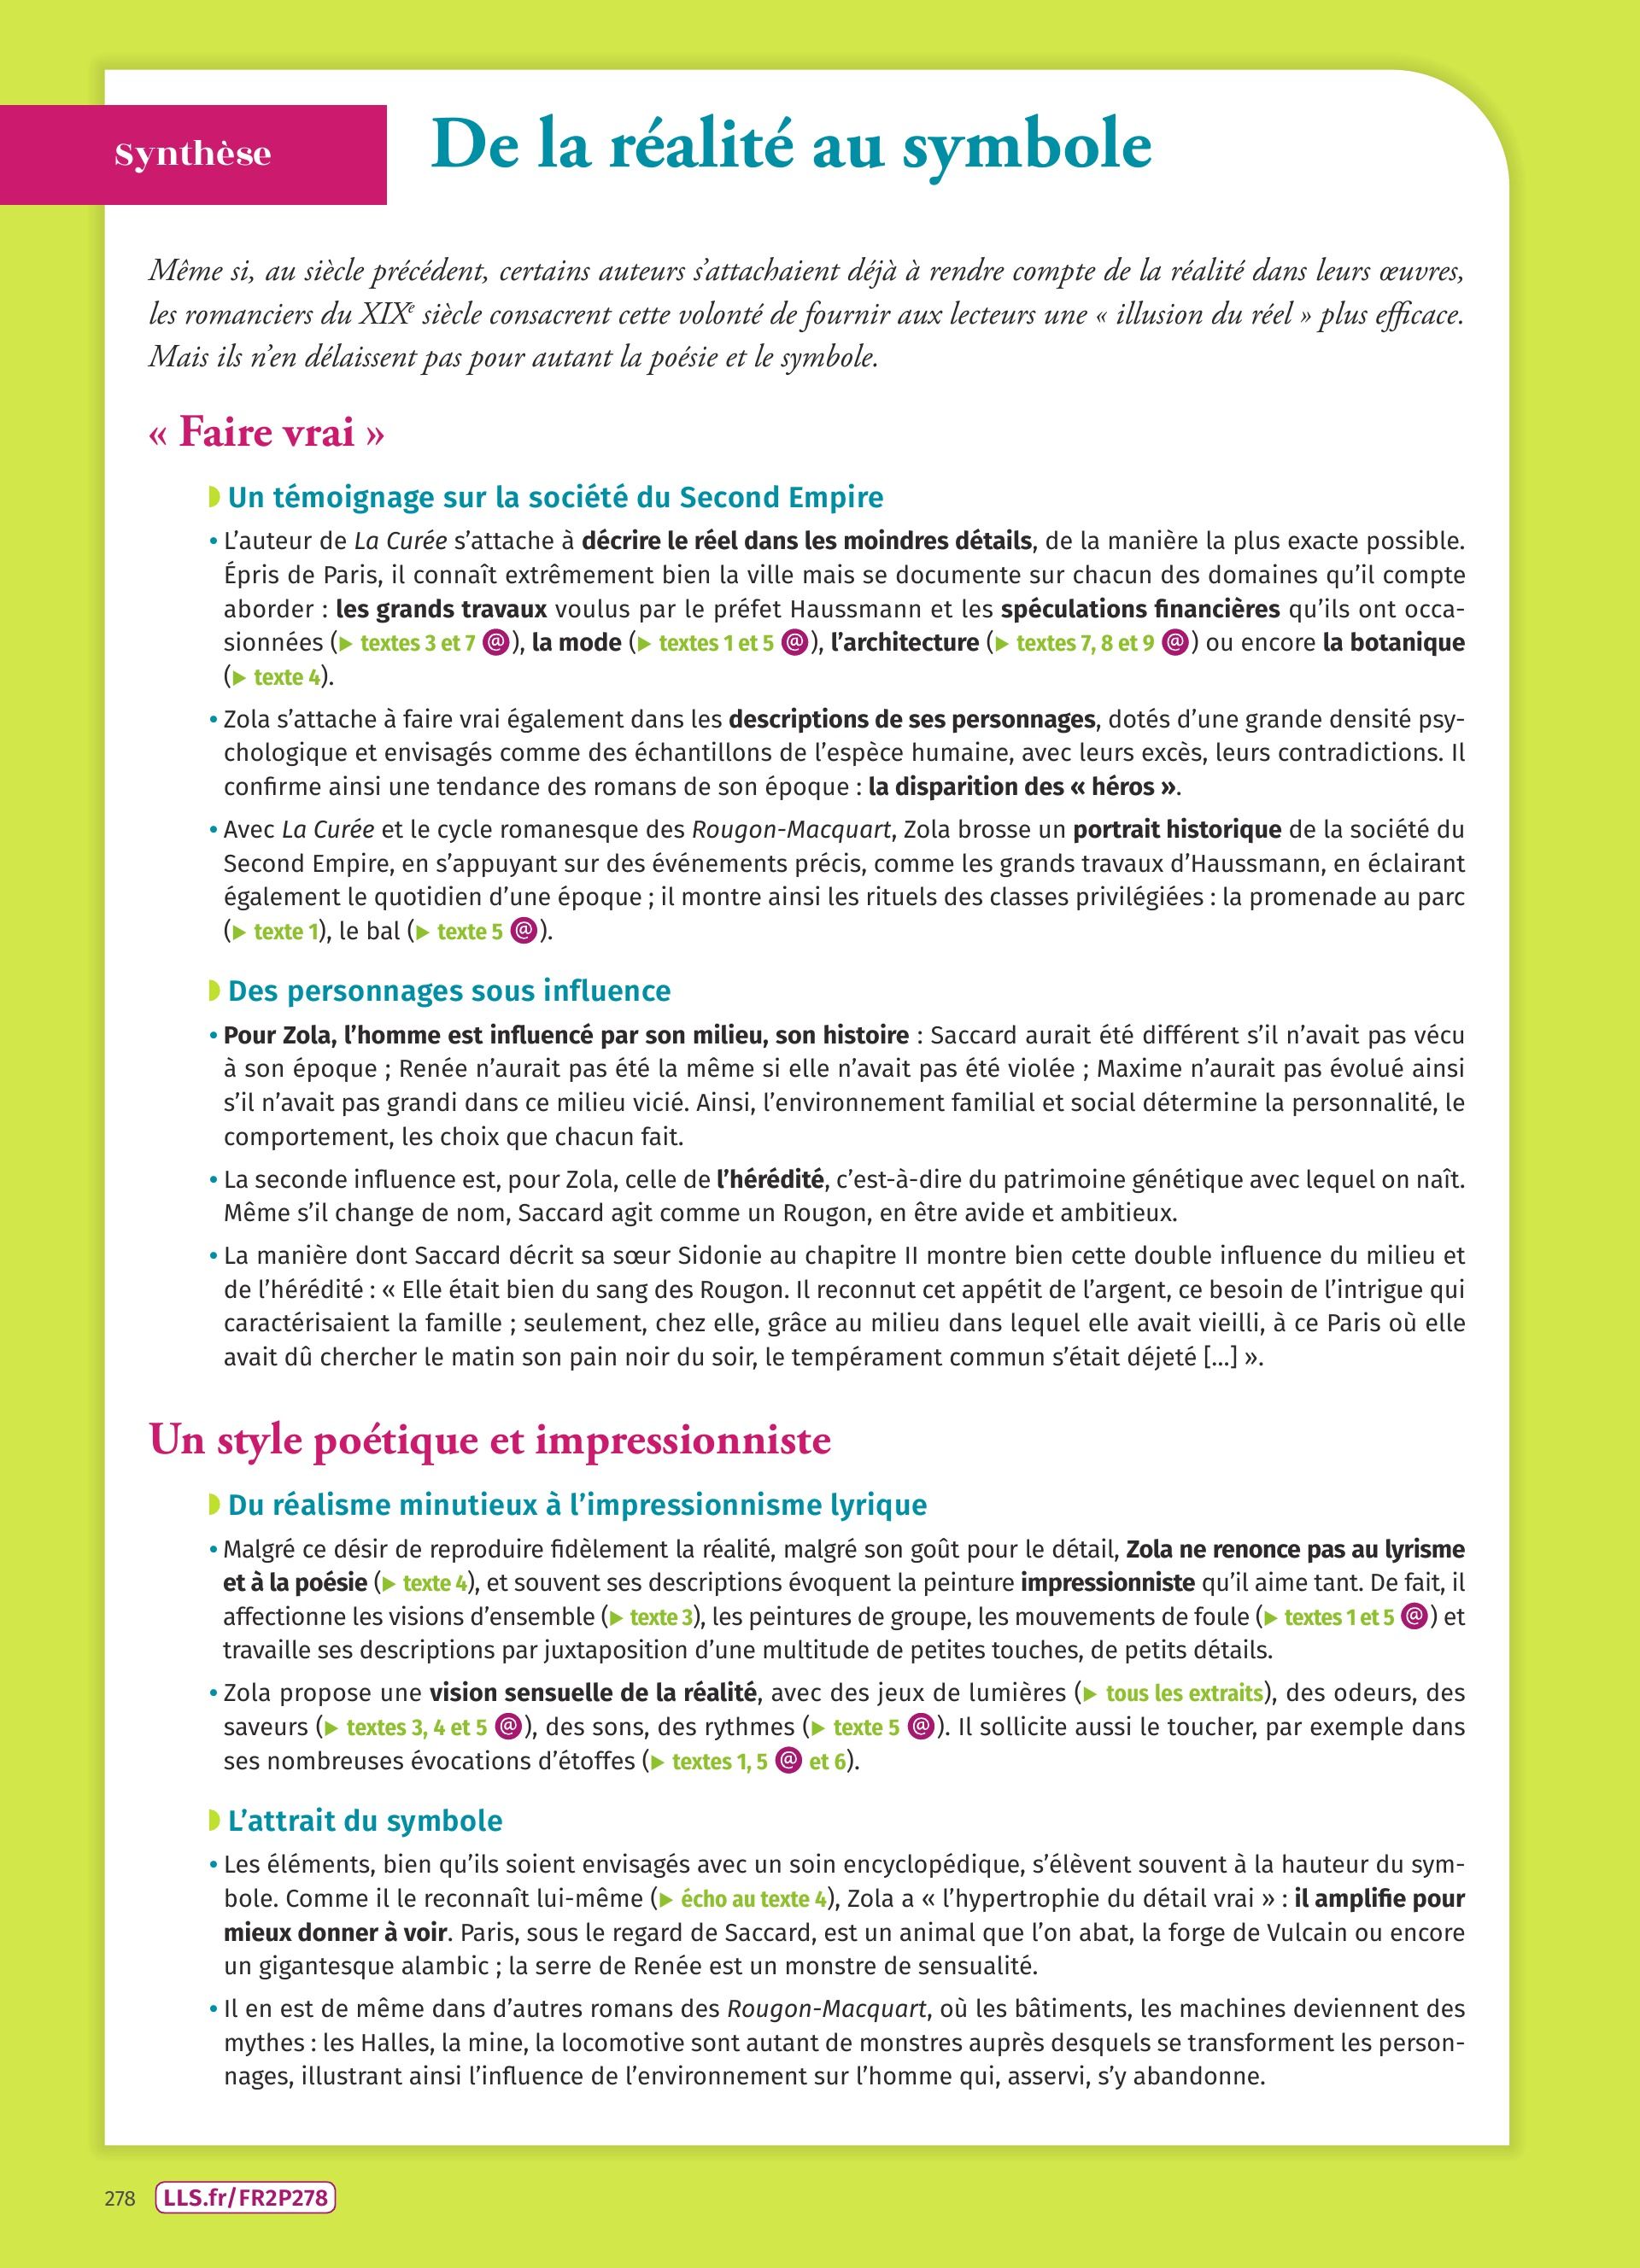 Synthèse
De la réalité au symbole
Même si, au siècle précédent, certains auteurs s’attachaient déjà à rendre compte de la réalité dans leurs œuvres,
les romanciers du XIXe siècle consacrent cette volonté de fournir aux lecteurs une « illusion du réel » plus efficace.
Mais ils n’en délaissent pas pour autant la poésie et le symbole.
« Faire vrai »
Un témoignage sur la société du Second Empire
• L’auteur de La Curée s’attache à décrire le réel dans les moindres détails, de la manière la plus exacte possible.
Épris de Paris, il connaît extrêmement bien la ville mais se documente sur chacun des domaines qu’il compte
aborder : les grands travaux voulus par le préfet Haussmann et les spéculations financières qu’ils ont occa-
sionnées (▶ textes 3 et 7 @), la mode (▶ textes 1 et 5 @), l’architecture (▶ textes 7, 8 et 9 @) ou encore la botanique
(▶ texte 4).
• Zola s’attache à faire vrai également dans les descriptions de ses personnages, dotés d’une grande densité psy-
chologique et envisagés comme des échantillons de l’espèce humaine, avec leurs excès, leurs contradictions. Il
confirme ainsi une tendance des romans de son époque : la disparition des « héros ».
• Avec La Curée et le cycle romanesque des Rougon-Macquart, Zola brosse un portrait historique de la société du
Second Empire, en s’appuyant sur des événements précis, comme les grands travaux d’Haussmann, en éclairant
également le quotidien d’une époque ; il montre ainsi les rituels des classes privilégiées : la promenade au parc
(▶ texte 1), le bal (▶ texte 5 @).
Des personnages sous influence
• Pour Zola, l’homme est influencé par son milieu, son histoire : Saccard aurait été différent s’il n’avait pas vécu
à son époque ; Renée n’aurait pas été la même si elle n’avait pas été violée ; Maxime n’aurait pas évolué ainsi
s’il n’avait pas grandi dans ce milieu vicié. Ainsi, l’environnement familial et social détermine la personnalité, le
comportement, les choix que chacun fait.
• La seconde influence est, pour Zola, celle de l’hérédité, c’est-à-dire du patrimoine génétique avec lequel on naît.
Même s’il change de nom, Saccard agit comme un Rougon, en être avide et ambitieux.
• La manière dont Saccard décrit sa sœur Sidonie au chapitre II montre bien cette double influence du milieu et
de l’hérédité : « Elle était bien du sang des Rougon. Il reconnut cet appétit de l’argent, ce besoin de l’intrigue qui
caractérisaient la famille ; seulement, chez elle, grâce au milieu dans lequel elle avait vieilli, à ce Paris où elle
avait dû chercher le matin son pain noir du soir, le tempérament commun s’était déjeté [...] ».
Un style poétique et impressionniste
Du réalisme minutieux à l’impressionnisme lyrique
• Malgré ce désir de reproduire fidèlement la réalité, malgré son goût pour le détail, Zola ne renonce pas au lyrisme
et à la poésie (▶ texte 4), et souvent ses descriptions évoquent la peinture impressionniste qu’il aime tant. De fait, il
affectionne les visions d’ensemble (▶ texte 3), les peintures de groupe, les mouvements de foule (▶ textes 1 et 5 @) et
travaille ses descriptions par juxtaposition d’une multitude de petites touches, de petits détails.
• Zola propose une vision sensuelle de la réalité, avec des jeux de lumières (▶ tous les extraits), des odeurs, des
saveurs (▶ textes 3, 4 et 5 @), des sons, des rythmes (▶ texte 5 @). Il sollicite aussi le toucher, par exemple dans
ses nombreuses évocations d’étoffes (▶ textes 1, 5 @ et 6).
L’attrait du symbole
• Les éléments, bien qu’ils soient envisagés avec un soin encyclopédique, s’élèvent souvent à la hauteur du sym-
bole. Comme il le reconnaît lui-même (▶ écho au texte 4), Zola a « l’hypertrophie du détail vrai » : il amplifie pour
mieux donner à voir. Paris, sous le regard de Saccard, est un animal que l’on abat, la forge de Vulcain ou encore
un gigantesque alambic ; la serre de Renée est un monstre de sensualité.
• Il en est de même dans d’autres romans des Rougon-Macquart, où les bâtiments, les machines deviennent des
mythes : les Halles, la mine, la locomotive sont autant de monstres auprès desquels se transforment les person-
nages, illustrant ainsi l’influence de l’environnement sur l’homme qui, asservi, s’y abandonne.
278 LLS.fr/FR2P278